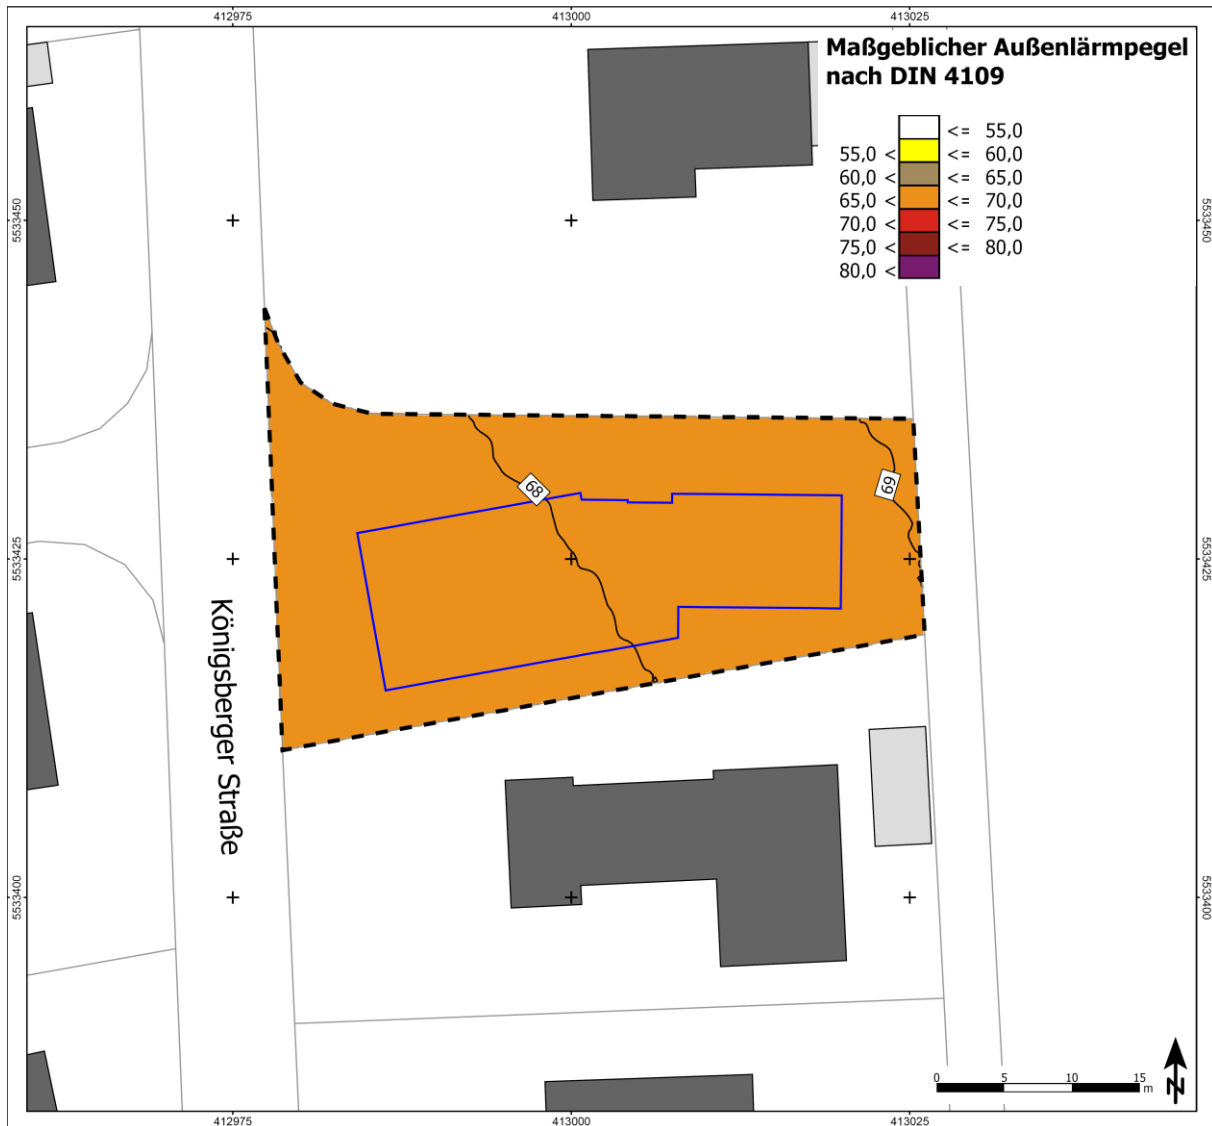 412975
413000
413025
Maßgeblicher Außenlärmpegel
nach DIN 4109
<= 55,0
55,0 < <= 60,0
60,0 < <= 65,0
65,0 < <= 70,0
70,0 < <= 75,0
75,0 < <= 80,0
80,0 <
5533450
5533450
68
69
5533425
5533425
Königsberger Straße
5533400
5533400
0 5 10 15
m
N
412975
413000
413025